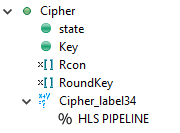 Cipher
state
Key
x[] Rcon
x[] RoundKey
Cipher_label34
% HLS PIPELINE